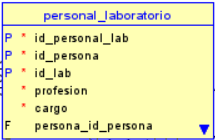 personal_laboratorio
P * id_personal_lab
P * id_persona
P * id_lab
* profesion
* cargo
F persona_id_persona